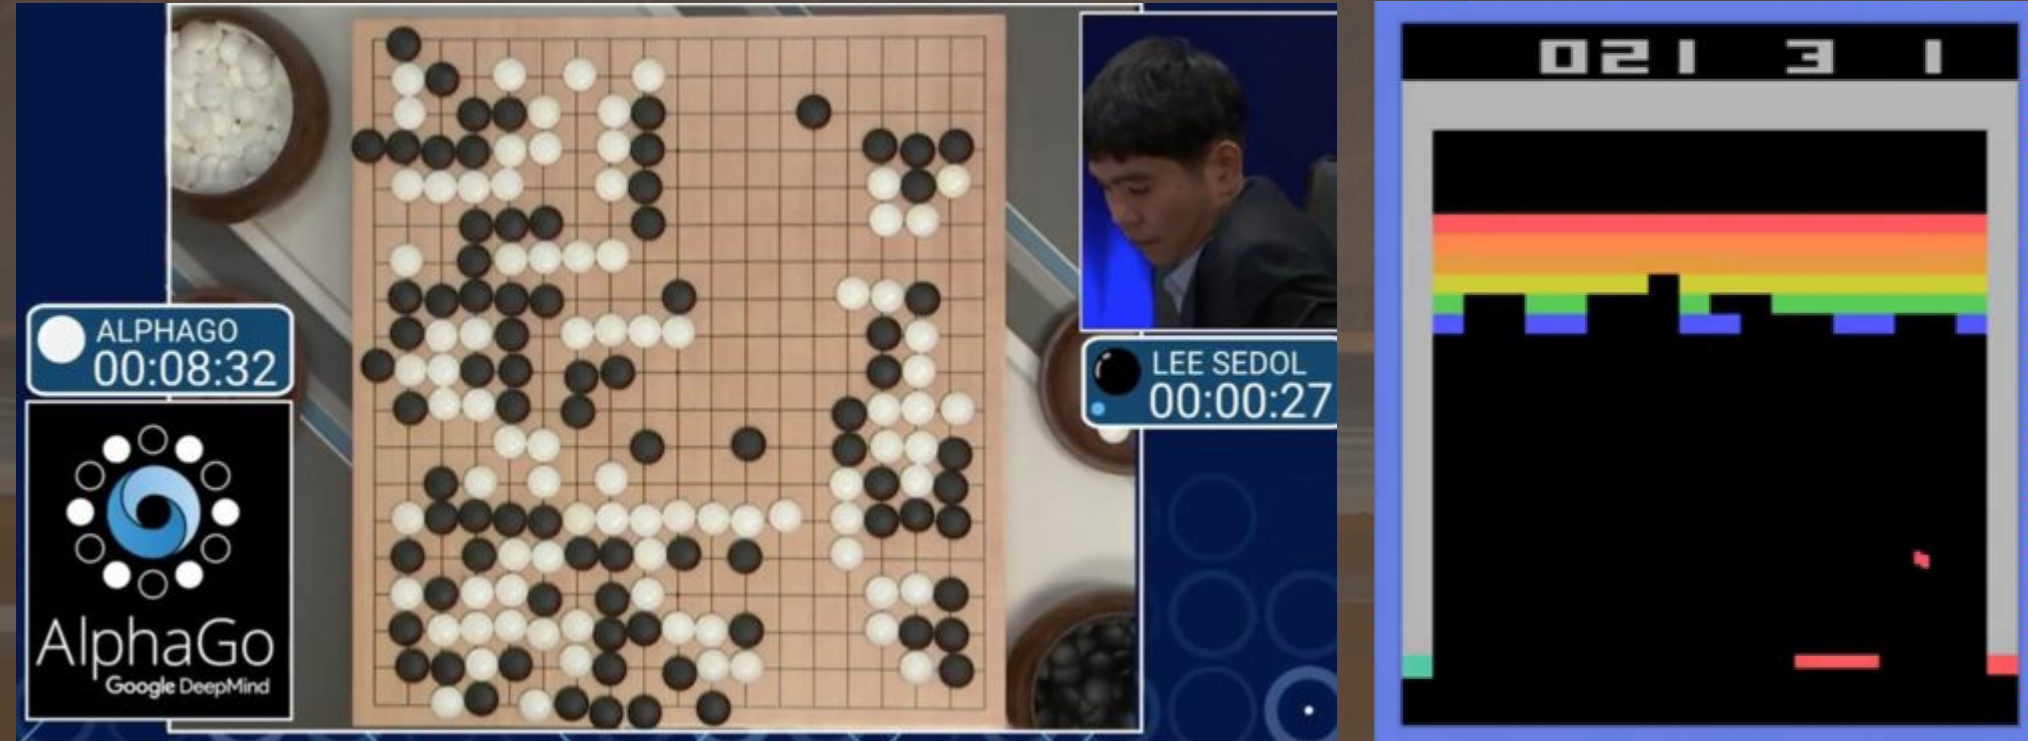 ALPHAGO
00:08:32
AlphaGo
Google DeepMind
LEE SEDOL
00:00:27
021 3 1